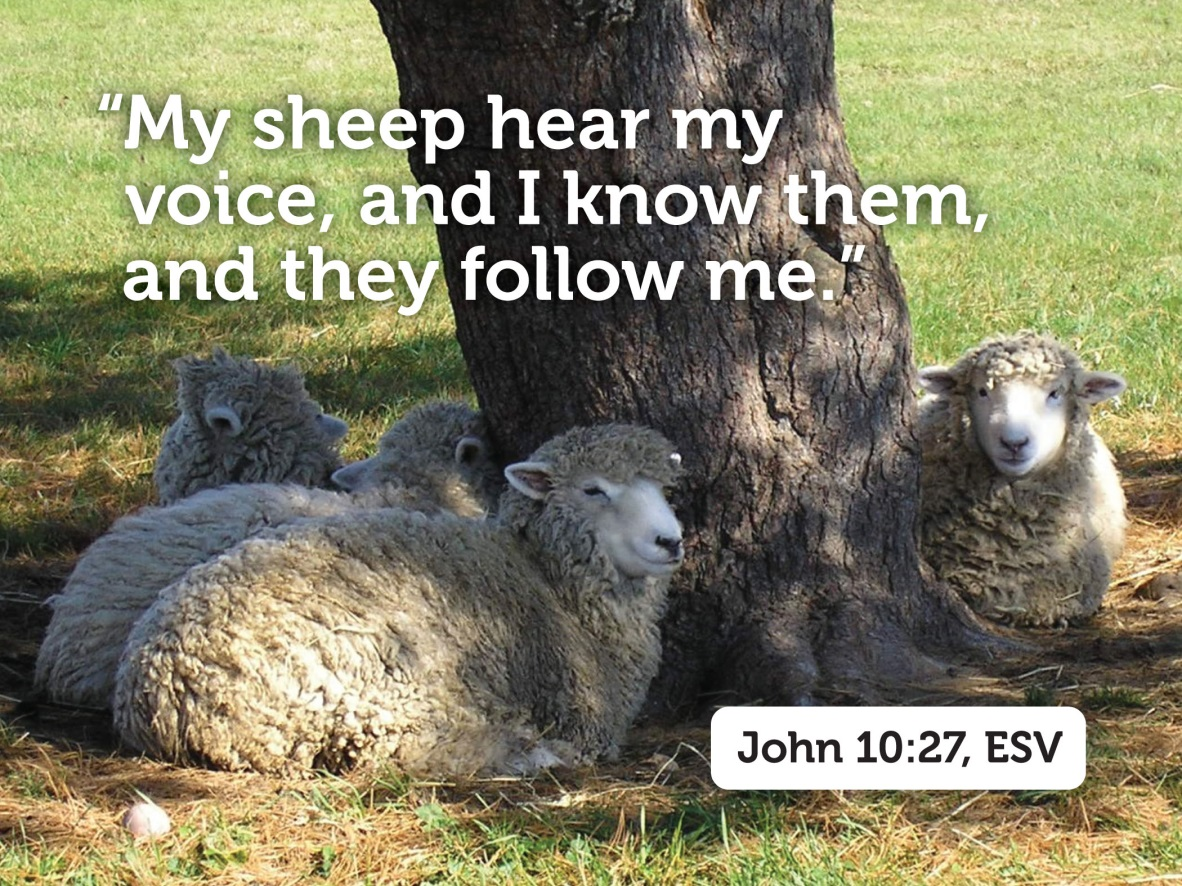 “My sheep hear my
voice, and I know them,
and they follow me.”
John 10:27, ESV